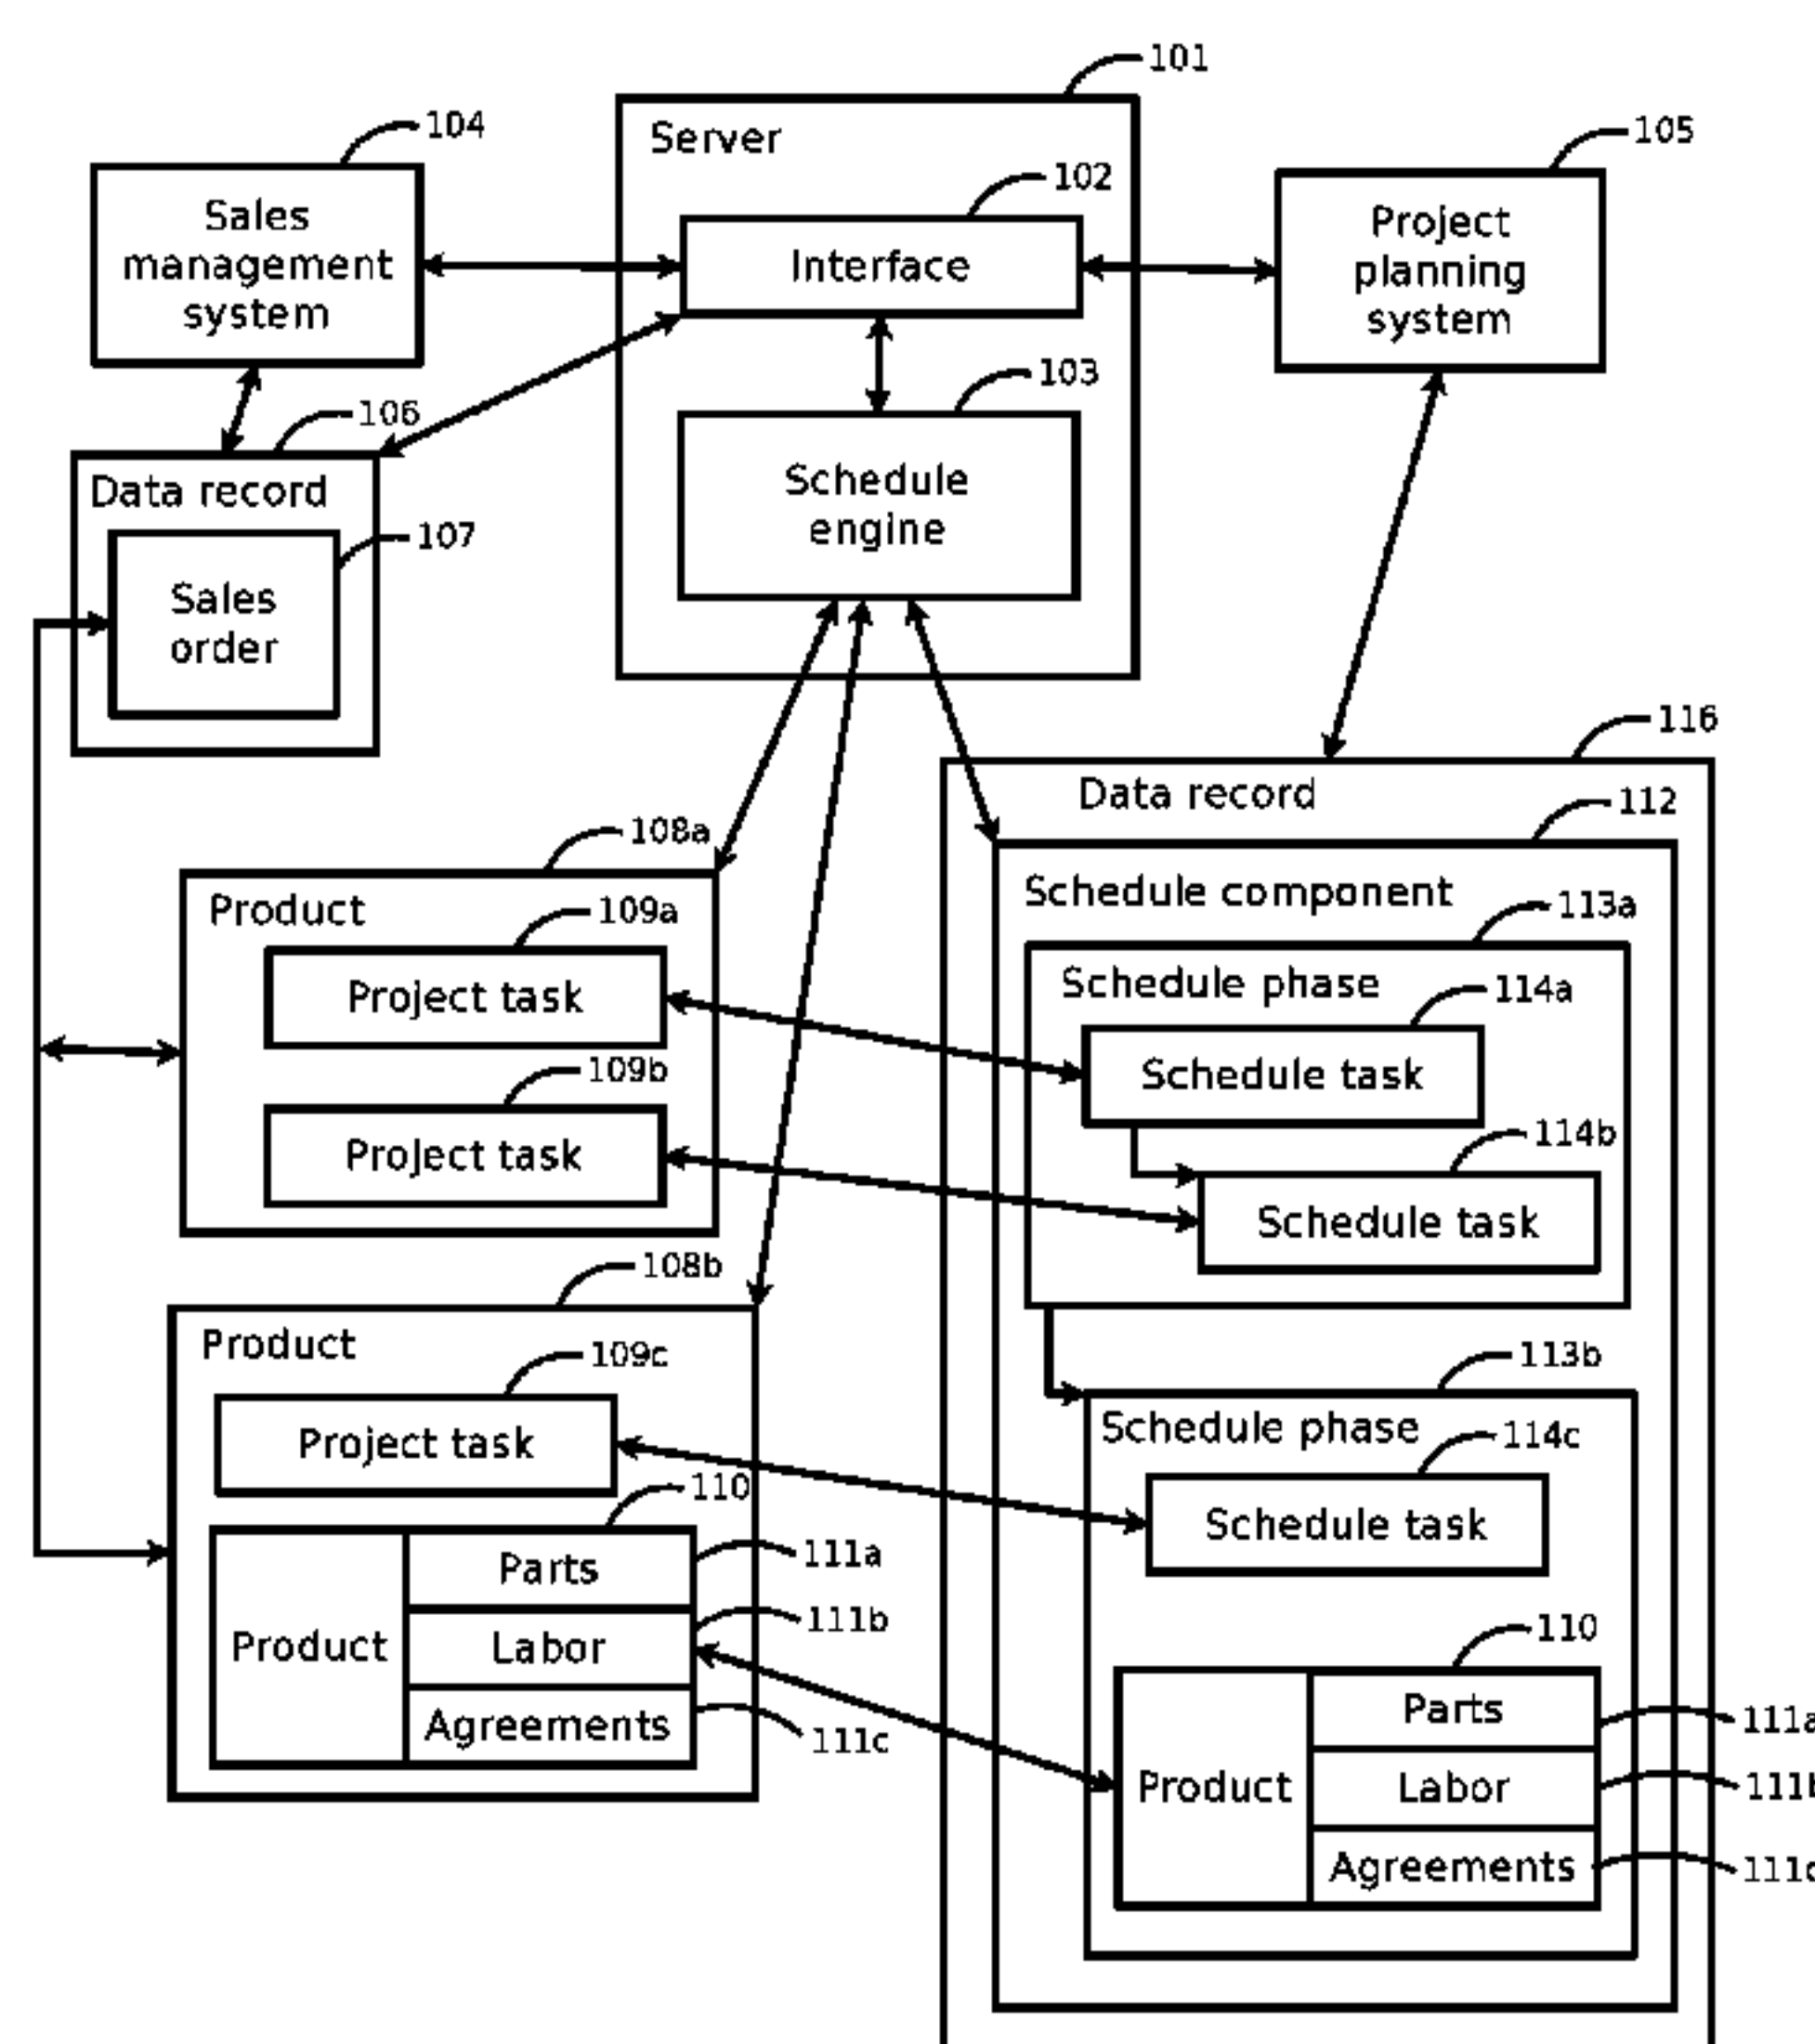 101
Server
104
105
102
Sales
management
system
Interface
Project
planning
system
103
106
Data record
Schedule
engine
107
Sales
order
116
Data record
112
108a
Schedule component
Product
113a
109a
Schedule phase
114a
Project task
Schedule task
109b
114b
Project task
Schedule task
108b
Product
113b
109c
Schedule phase
114c
Project task
110
Schedule task
Parts
111a
111b
Product
Labor
110
Agreements
111c
Parts
111a
Product
Labor
111b
Agreements
111c